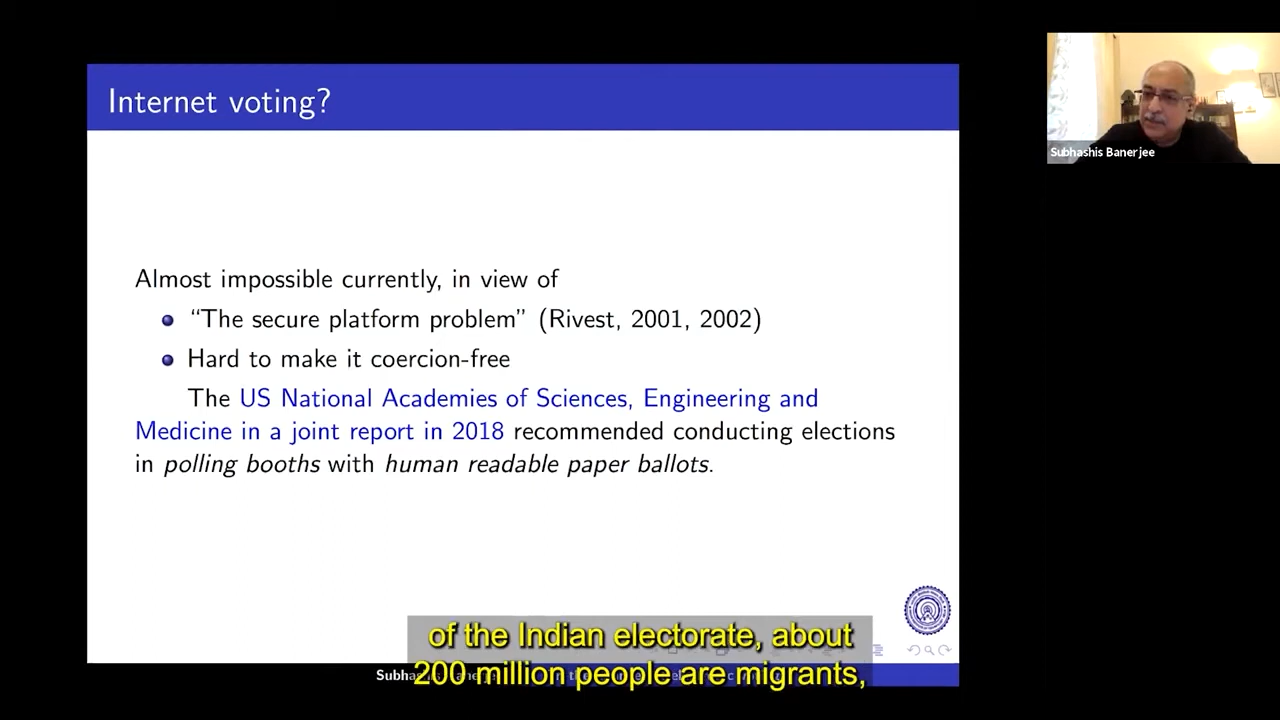 Internet voting?
Subhashis Banerjee
Almost impossible currently, in view of
“The secure platform problem” (Rivest, 2001, 2002)
Hard to make it coercion-free
The US National Academies of Sciences, Engineering and
Medicine in a joint report in 2018 recommended conducting elections
in polling booths with human readable paper ballots.
of the Indian electorate, about
200 million people are migrants,